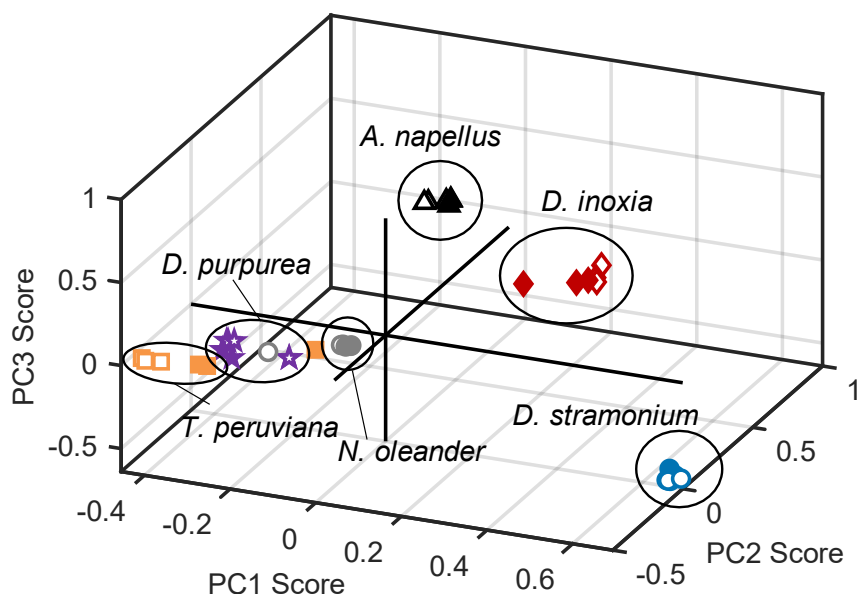 A. napellus
D. inoxia
1
D. purpurea
0.5
PC3 Score
0
1
T. peruviana
D. stramonium
N. oleander
0.5
-0.5
-0.4
-0.2
0
0.2
0.4
0.6
0
-0.5
PC2 Score
PC1 Score